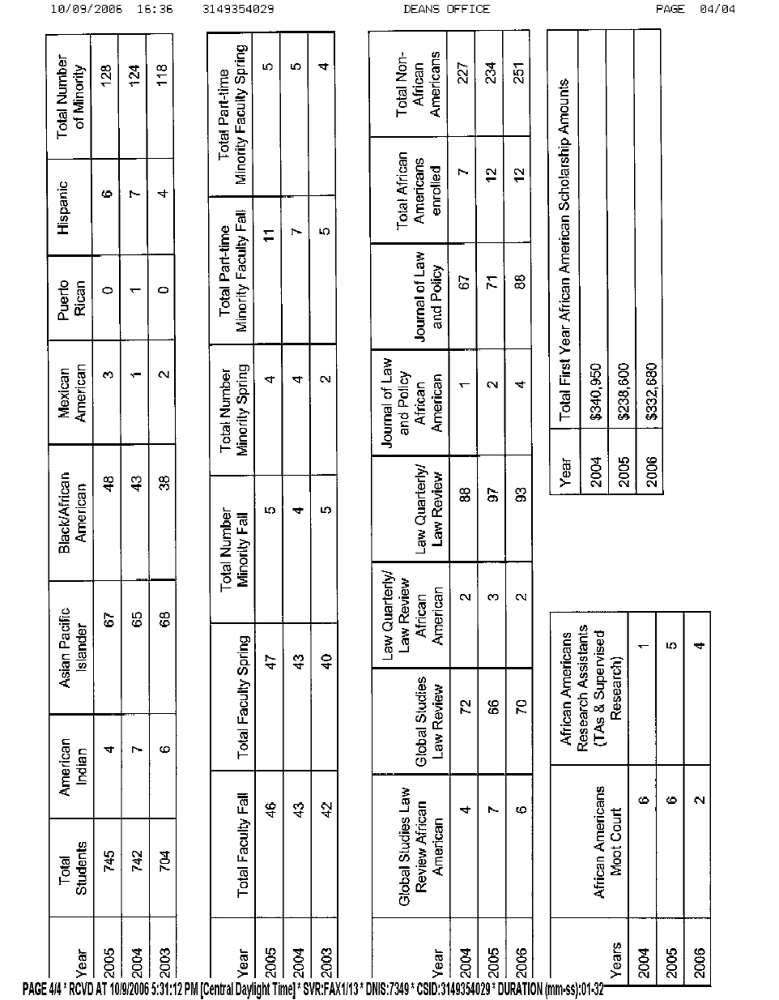 10/09/2006 16:36 3149354029 DEANS OFFICE PAGE 04/04
Year Total Students American Indian Asian Pacific Islander Black/African American Mexican American Puerto Rican Hispanic Total Number of Minority
2005 745 4 67 48 3 0 6 128
2004 742 7 65 43 1 1 7 124
2003 704 6 68 38 2 0 4 118
Year Total Faculty Fall Total Faculty Spring Total Number Minority Fall Total Number Minority Spring Total Part-time Minority Faculty Fall Total Part-time Minority Faculty Spring
2005 46 47 5 4 11 5
2004 43 43 4 4 7 5
2003 42 40 5 2 5 4
Year Global Studies Law Review African American Global Studies Law Review Law Quarterly/ Law Review African American Law Quarterly/ Law Review Journal of Law and Policy African American Journal of Law and Policy Total African Americans enrolled Total Non-African Americans
2004 4 72 2 88 1 67 7 227
2005 7 66 3 97 2 71 12 234
2006 6 70 2 93 4 88 12 251
Years African Americans Moot Court African Americans Research Assistants (TAs & Supervised Research)
2004 6 1
2005 6 5
2006 2 4
Year Total First Year African American Scholarship Amounts
2004 $340,950
2005 $238,600
2006 $332,680
PAGE 4/4 * RCVD AT 10/9/2006 5:31:12 PM [Central Daylight Time] * SVR:FAX1/13 * DNIS:7349 * CSID:3149354029 * DURATION (mm-ss):01-32